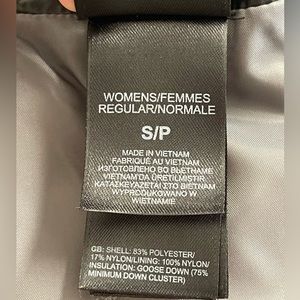 WOMENS/FEMMES
REGULAR/NORMALE
S/P
MADE IN VIETNAM
FABRIQUÉ AU VIETNAM
ИЗГОТОВЛЕНО ВО ВЬЕТНАМЕ
VIETNAM'DA ÜRETILMISTIR
ΚΑΤΑΣΚΕΥΑΖΕΤΑΙ ΣΤΟ ΒΙΕΤΝΑΜ
WYPRODUKOWANO W
WIETNAMIE
GB: SHELL: 83% POLYESTER/
17% NYLON/LINING: 100% NYLON/
INSULATION: GOOSE DOWN (75%
MINIMUM DOWN CLUSTER)